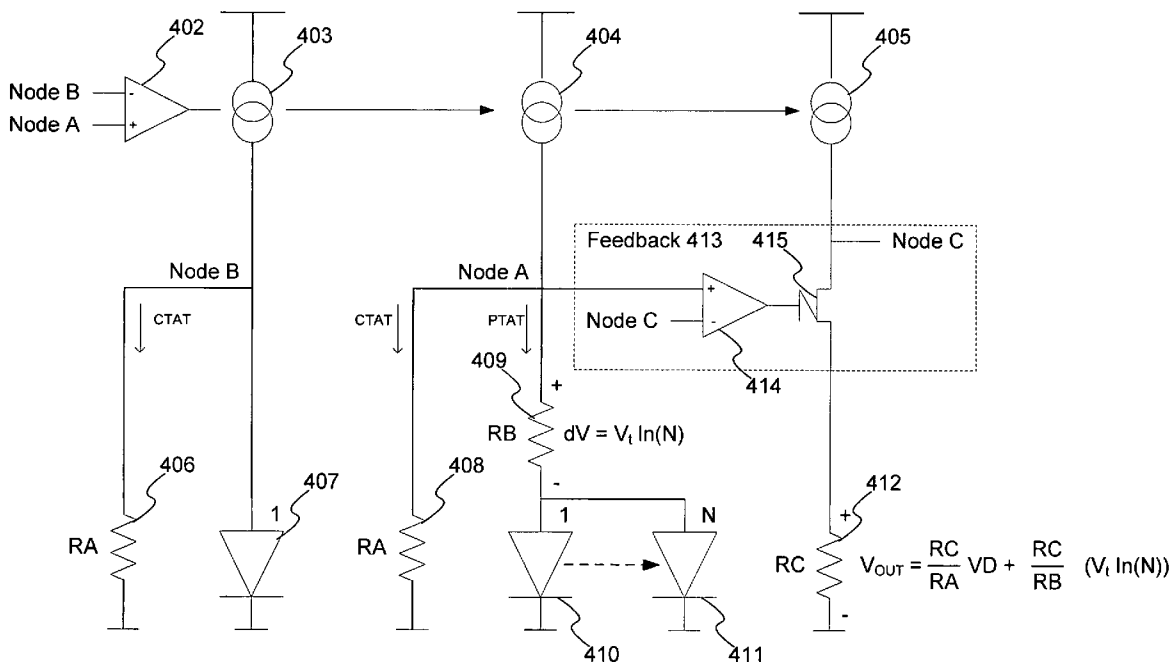 402
403
404
405
Node B
-
Node A
+
Feedback 413
415
Node C
Node B
Node A
+
CTAT
CTAT
PTAT
Node C
-
414
409
+
RB
dV = Vt ln(N)
406
407
408
-
412
1
1
N
+
RA
RA
RC
VOUT = RC/RA VD + RC/RB (Vt ln(N))
-
410
411